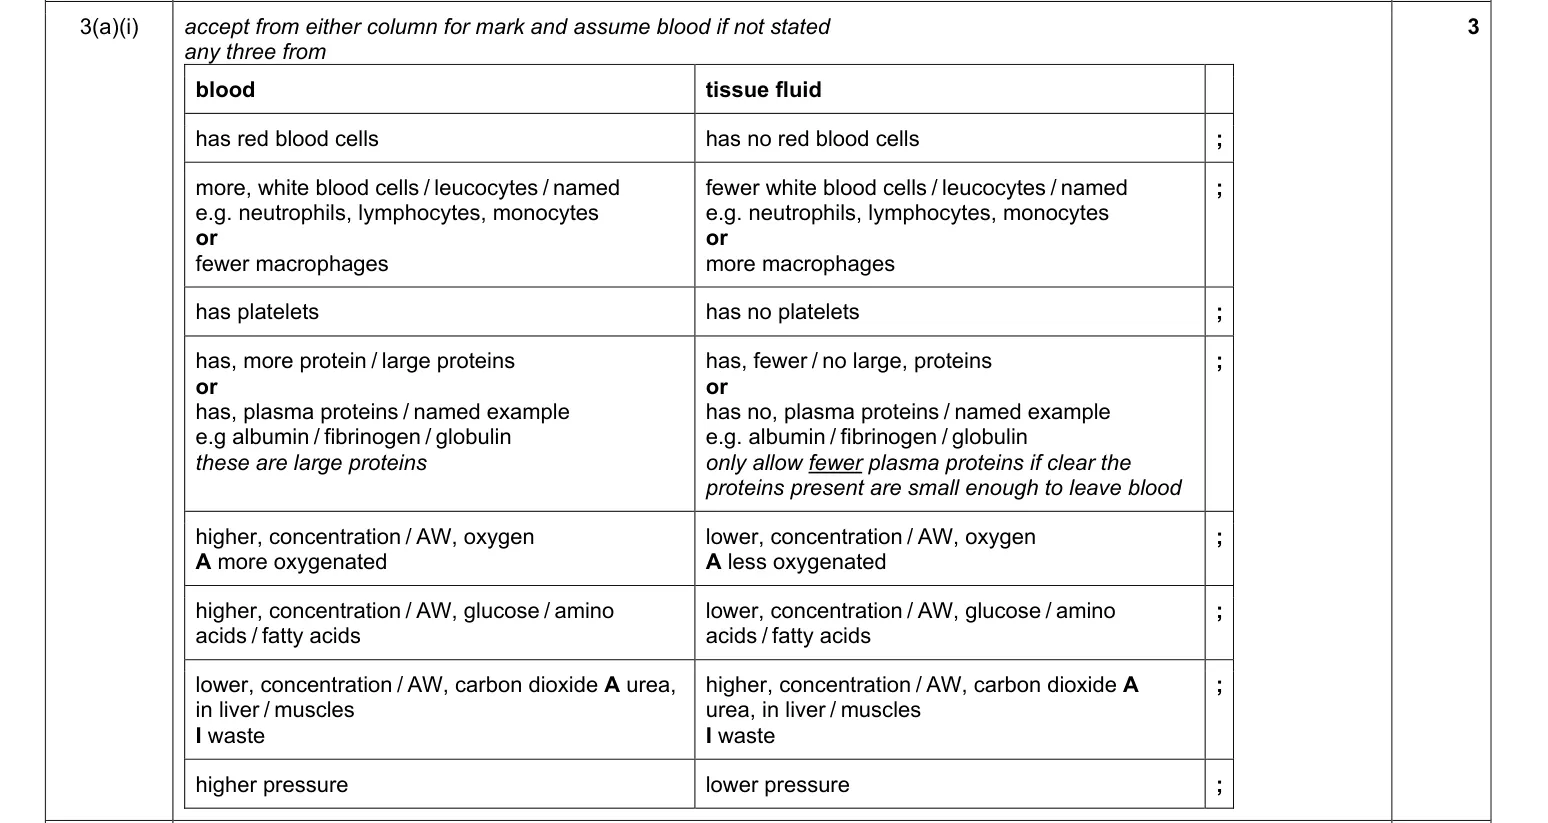 3(a)(i)
accept from either column for mark and assume blood if not stated
3
any three from
blood
tissue fluid
has red blood cells
has no red blood cells
;
more, white blood cells / leucocytes / named
e.g. neutrophils, lymphocytes, monocytes
or
fewer macrophages
fewer white blood cells / leucocytes / named
e.g. neutrophils, lymphocytes, monocytes
or
more macrophages
;
has platelets
has no platelets
;
has, more protein / large proteins
or
has, plasma proteins / named example
e.g albumin / fibrinogen / globulin
these are large proteins
has, fewer / no large, proteins
or
has no, plasma proteins / named example
e.g. albumin / fibrinogen / globulin
only allow fewer plasma proteins if clear the
proteins present are small enough to leave blood
;
higher, concentration / AW, oxygen
A more oxygenated
lower, concentration / AW, oxygen
A less oxygenated
;
higher, concentration / AW, glucose / amino
acids / fatty acids
lower, concentration / AW, glucose / amino
acids / fatty acids
;
lower, concentration / AW, carbon dioxide A urea,
in liver / muscles
I waste
higher, concentration / AW, carbon dioxide A
urea, in liver / muscles
I waste
;
higher pressure
lower pressure
;